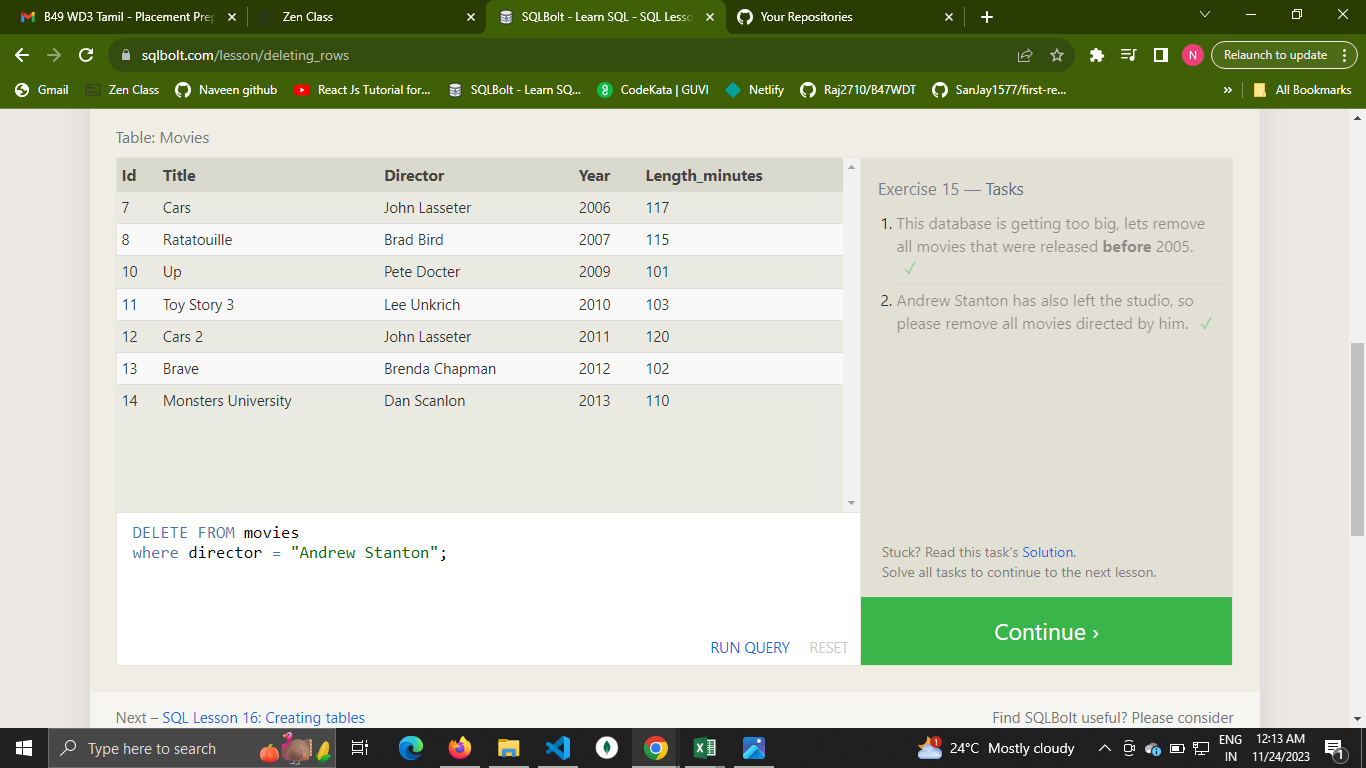 B49 WD3 Tamil - Placement Prep
Zen Class
SQLBolt - Learn SQL - SQL Lesso
Your Repositories
sqlbolt.com/lesson/deleting_rows
N
Relaunch to update
Gmail
Zen Class
Naveen github
React Js Tutorial for...
SQLBolt - Learn SQ...
CodeKata | GUVI
Netlify
Raj2710/B47WDT
SanJay1577/first-re...
»
All Bookmarks
Table: Movies
Id Title Director Year Length_minutes
7 Cars John Lasseter 2006 117
8 Ratatouille Brad Bird 2007 115
10 Up Pete Docter 2009 101
11 Toy Story 3 Lee Unkrich 2010 103
12 Cars 2 John Lasseter 2011 120
13 Brave Brenda Chapman 2012 102
14 Monsters University Dan Scanlon 2013 110
Exercise 15 — Tasks
1. This database is getting too big, lets remove
all movies that were released before 2005.
✓
2. Andrew Stanton has also left the studio, so
please remove all movies directed by him. ✓
DELETE FROM movies
where director = "Andrew Stanton";
RUN QUERY RESET
Stuck? Read this task's Solution.
Solve all tasks to continue to the next lesson.
Continue ›
Next – SQL Lesson 16: Creating tables
Find SQLBolt useful? Please consider
Type here to search
1
24°C Mostly cloudy
ENG
IN
12:13 AM
11/24/2023
1